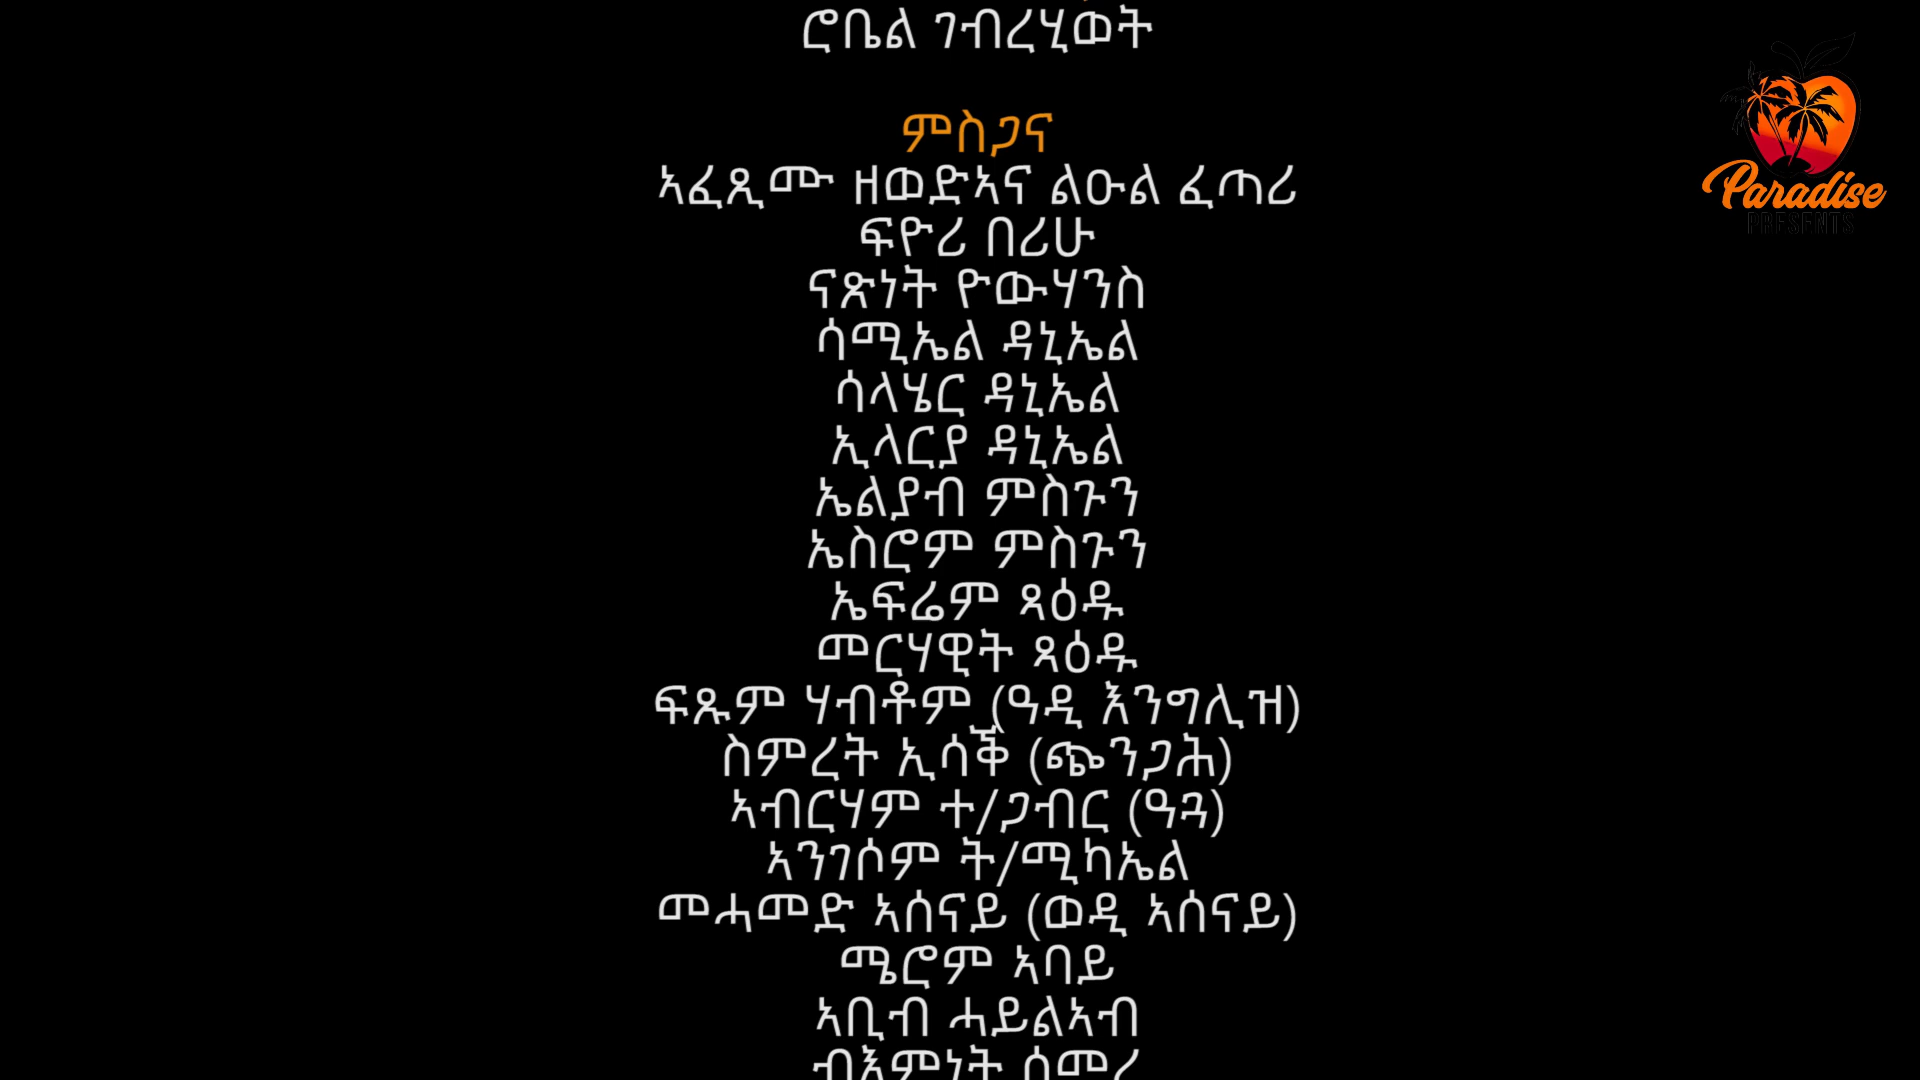 ሮቤል ገብረሂወት
ምስጋና
ኣፈጺሙ ዘወድኣና ልዑል ፈጣሪ
ፍዮሪ በሪሁ
ናጽነት ዮውሃንስ
ሳሚኤል ዳኒኤል
ሳላሄር ዳኒኤል
ኢላርያ ዳኒኤል
ኤልያብ ምስጉን
ኤስሮም ምስጉን
ኤፍሬም ጻዕዱ
መርሃዊት ጻዕዱ
ፍጹም ሃብቶም (ዓዲ እንግሊዝ)
ስምረት ኢሳቕ (ጭንጋሕ)
ኣብርሃም ተ/ጋብር (ዓጓ)
ኣንገሶም ት/ሚካኤል
መሓመድ ኣሰናይ (ወዲ ኣሰናይ)
ሜሮም ኣባይ
ኣቢብ ሓይልኣብ
ብእምነት ሰመሪ
Paradise
PRESENTS